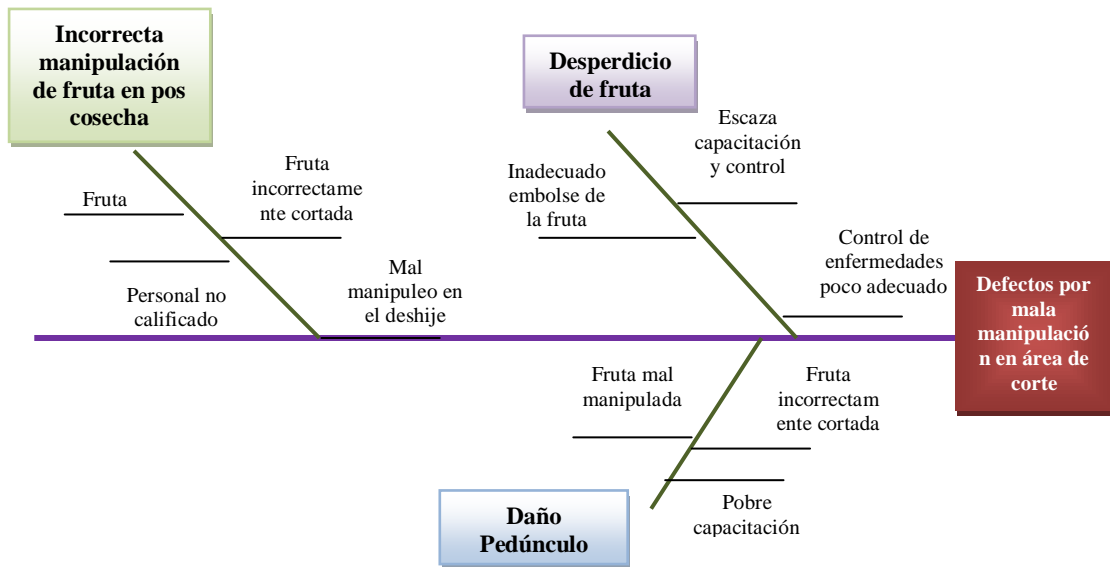 Incorrecta
manipulación
de fruta en pos
cosecha
Desperdicio
de fruta
Fruta
Fruta
incorrectame
nte cortada
Personal no
calificado
Mal
manipuleo en
el deshije
Escaza
capacitación
y control
Inadecuado
embolse de
la fruta
Control de
enfermedades
poco adecuado
Defectos por
mala
manipulació
n en área de
corte
Fruta mal
manipulada
Fruta
incorrectam
ente cortada
Pobre
capacitación
Daño
Pedúnculo